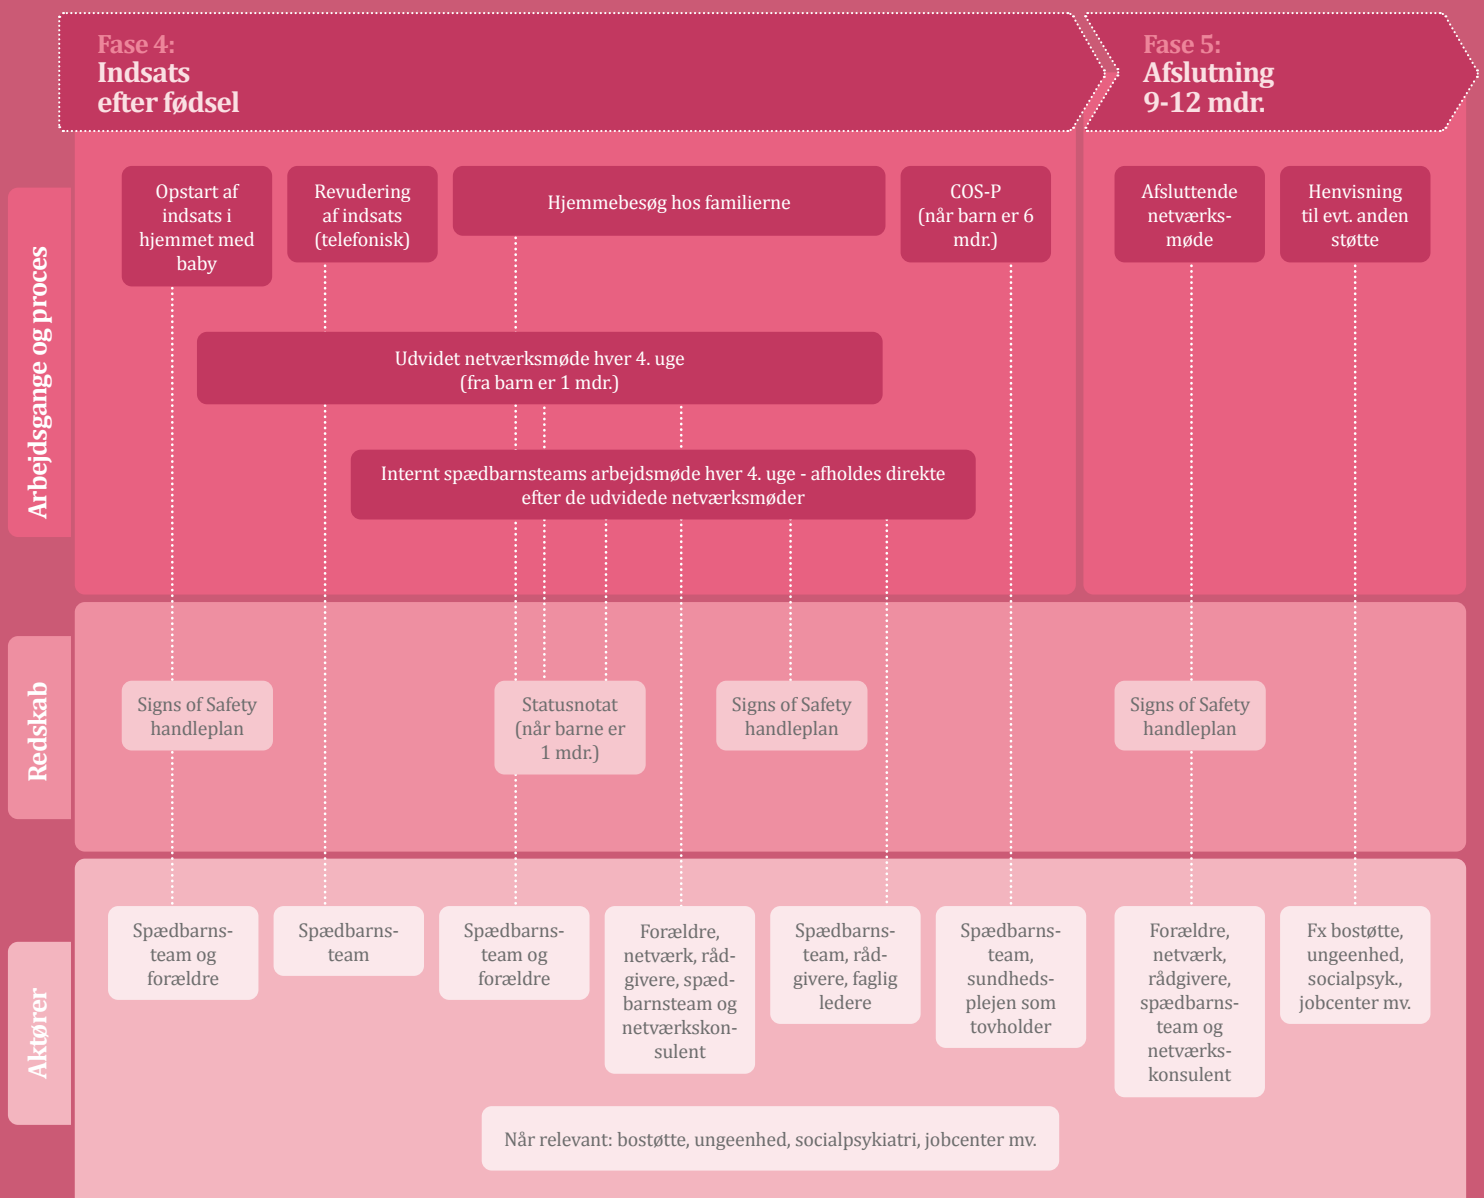 Fase 4:
Indsats
efter fødsel
Fase 5:
Afslutning
9-12 mdr.
Arbejdsgange og proces
Opstart af
indsats i
hjemmet med
baby
Revudering
af indsats
(telefonisk)
Hjemmebesøg hos familierne
COS-P
(når barn er 6
mdr.)
Afsluttende
netværks-
møde
Henvisning
til evt. anden
støtte
Udvidet netværksmøde hver 4. uge
(fra barn er 1 mdr.)
Internt spædbarnsteams arbejdsmøde hver 4. uge - afholdes direkte
efter de udvidede netværksmøder
Redskab
Signs of Safety
handleplan
Statusnotat
(når barne er
1 mdr.)
Signs of Safety
handleplan
Signs of Safety
handleplan
Aktører
Spædbarns-
team og
forældre
Spædbarns-
team
Spædbarns-
team og
forældre
Forældre,
netværk, råd-
givere, spæd-
barnsteam og
netværkskon-
sulent
Spædbarns-
team, råd-
givere, faglig
ledere
Spædbarns-
team,
sundheds-
plejen som
tovholder
Forældre,
netværk,
rådgivere,
spædbarns-
team og
netværks-
konsulent
Fx bostøtte,
ungeenhed,
socialpsyk.,
jobcenter mv.
Når relevant: bostøtte, ungeenhed, socialpsykiatri, jobcenter mv.